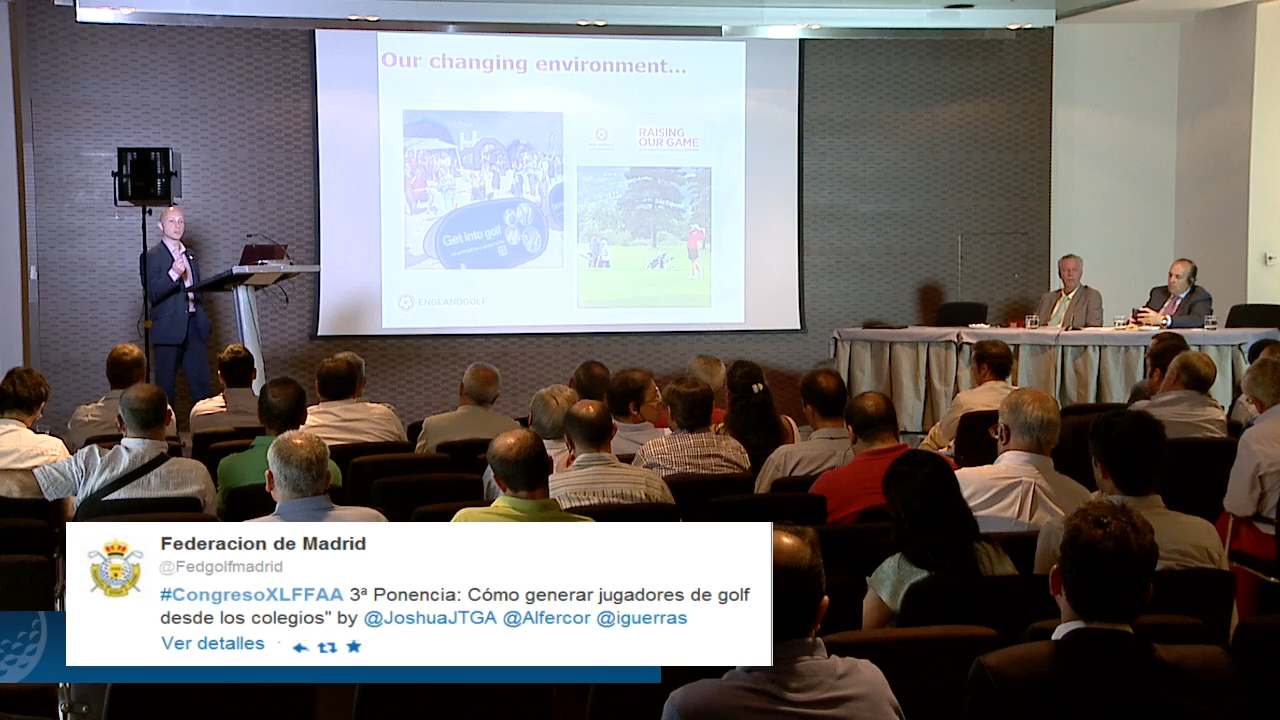 Our changing environment...
RAISING
OUR GAME
Get into golf
ENGLANDGOLF
Federacion de Madrid
@Fedgolfmadrid
#CongresoXLFFAA 3ª Ponencia: Cómo generar jugadores de golf
desde los colegios" by @JoshuaJTGA @Alfercor @iguerras
Ver detalles